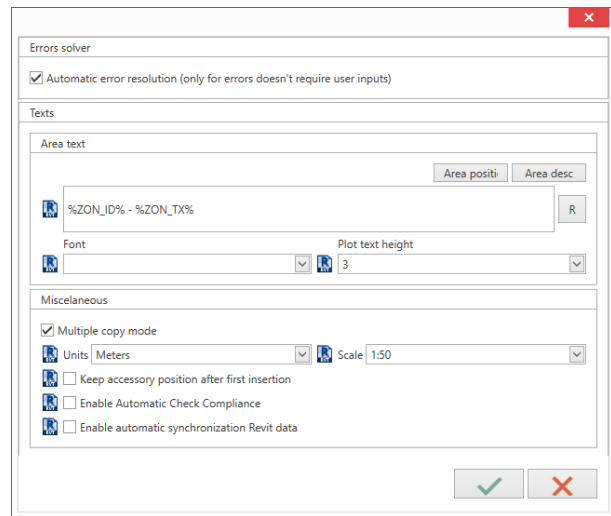 Errors solver
Automatic error resolution (only for errors doesn't require user inputs)
Texts
Area text
Area positi Area desc
%ZON_ID% - %ZON_TX%
R
Font Plot text height
3
Miscelaneous
Multiple copy mode
Units Meters Scale 1:50
Keep accessory position after first insertion
Enable Automatic Check Compliance
Enable automatic synchronization Revit data